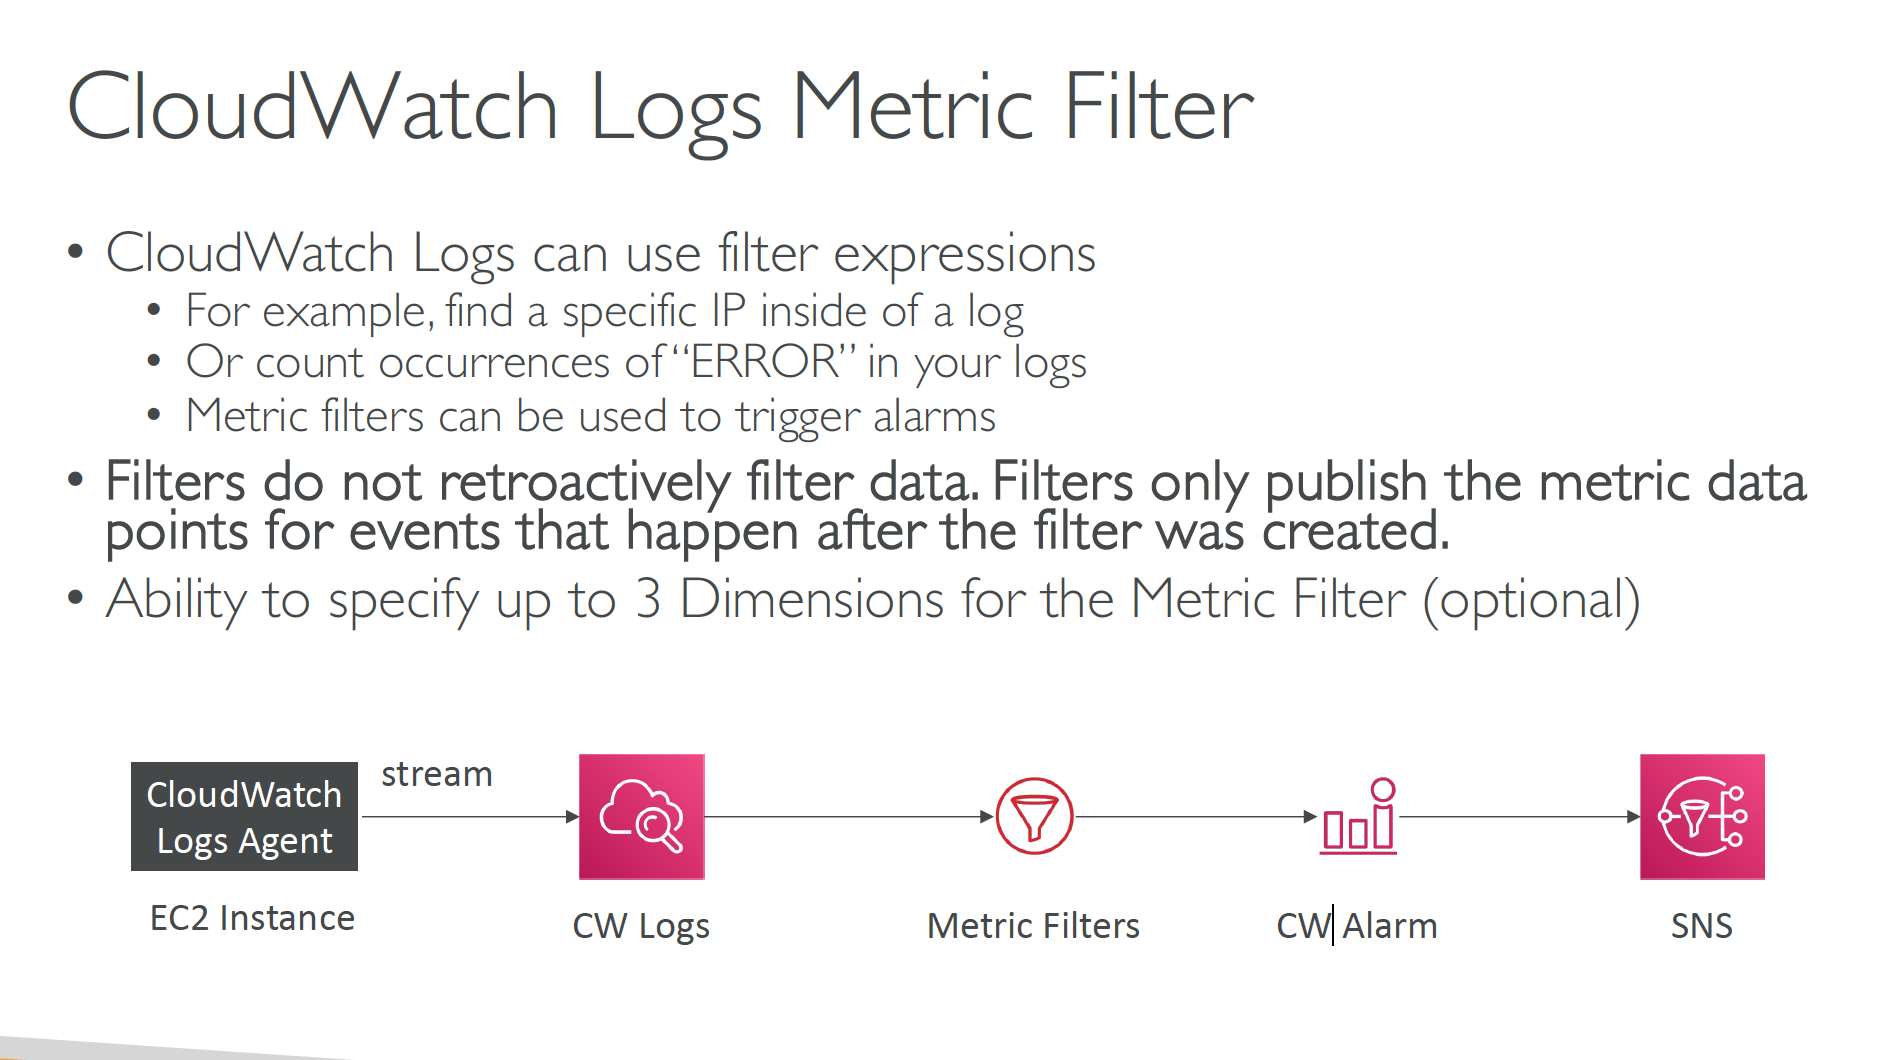 CloudWatch Logs Metric Filter
• CloudWatch Logs can use filter expressions
• For example, find a specific IP inside of a log
• Or count occurrences of “ERROR” in your logs
• Metric filters can be used to trigger alarms
• Filters do not retroactively filter data. Filters only publish the metric data
points for events that happen after the filter was created.
• Ability to specify up to 3 Dimensions for the Metric Filter (optional)
CloudWatch
Logs Agent
stream
EC2 Instance
CW Logs
Metric Filters
CW Alarm
SNS